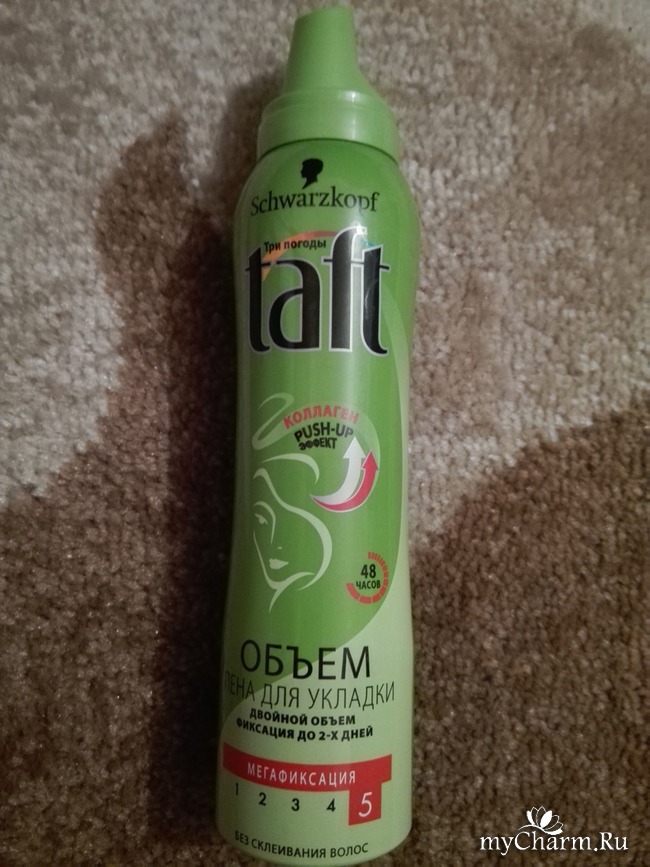 Schwarzkopf
Три погоды
taft
КОЛЛАГЕН
PUSH-UP
ЭФФЕКТ
48
ЧАСОВ
ОБЪЕМ
ПЕНА ДЛЯ УКЛАДКИ
ДВОЙНОЙ ОБЪЕМ
ФИКСАЦИЯ ДО 2-Х ДНЕЙ
МЕГАФИКСАЦИЯ
1 2 3 4 5
БЕЗ СКЛЕИВАНИЯ ВОЛОС
myCharm.Ru